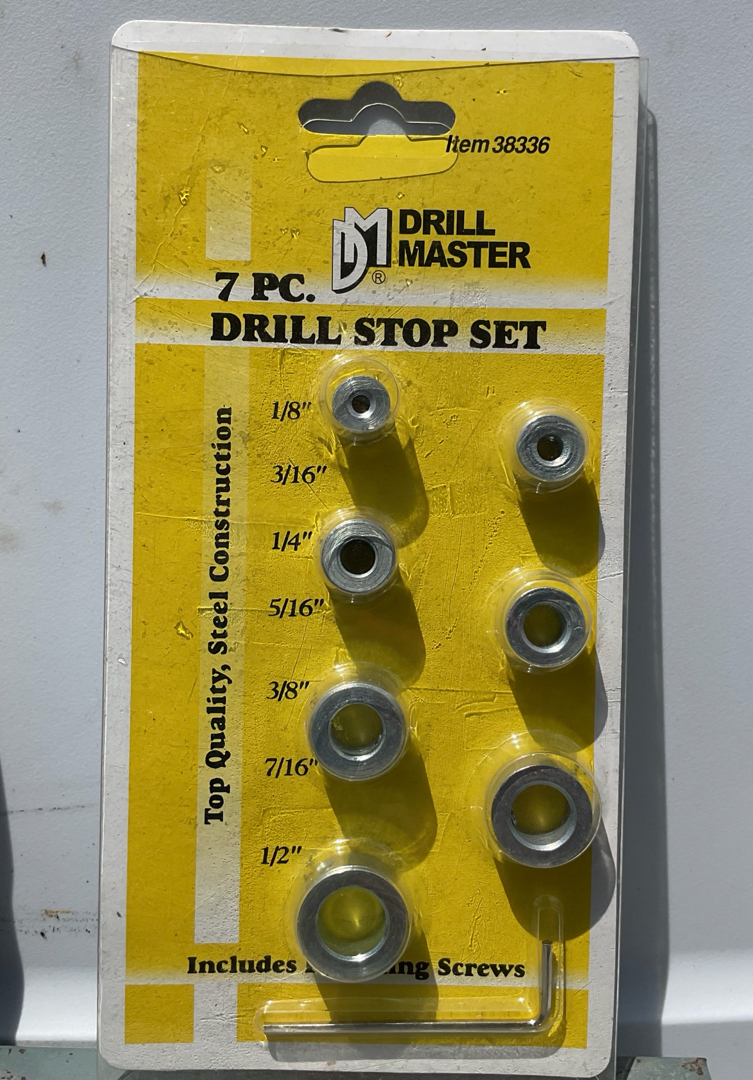 Item 38336
DM
®
DRILL
MASTER
7 PC.
DRILL STOP SET
1/8"
3/16"
1/4"
5/16"
3/8"
7/16"
1/2"
Top Quality, Steel Construction
Includes Screws